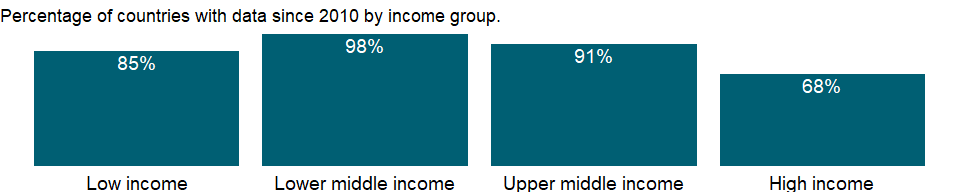 Percentage of countries with data since 2010 by income group.
85%
98%
91%
68%
Low income
Lower middle income
Upper middle income
High income